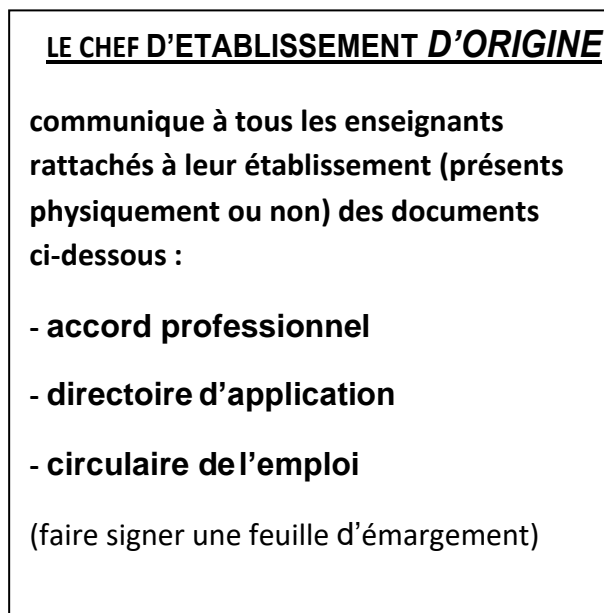 LE CHEF D’ETABLISSEMENT D’ORIGINE
communique à tous les enseignants
rattachés à leur établissement (présents
physiquement ou non) des documents
ci-dessous :
- accord professionnel
- directoire d’application
- circulaire de l’emploi
(faire signer une feuille d’émargement)